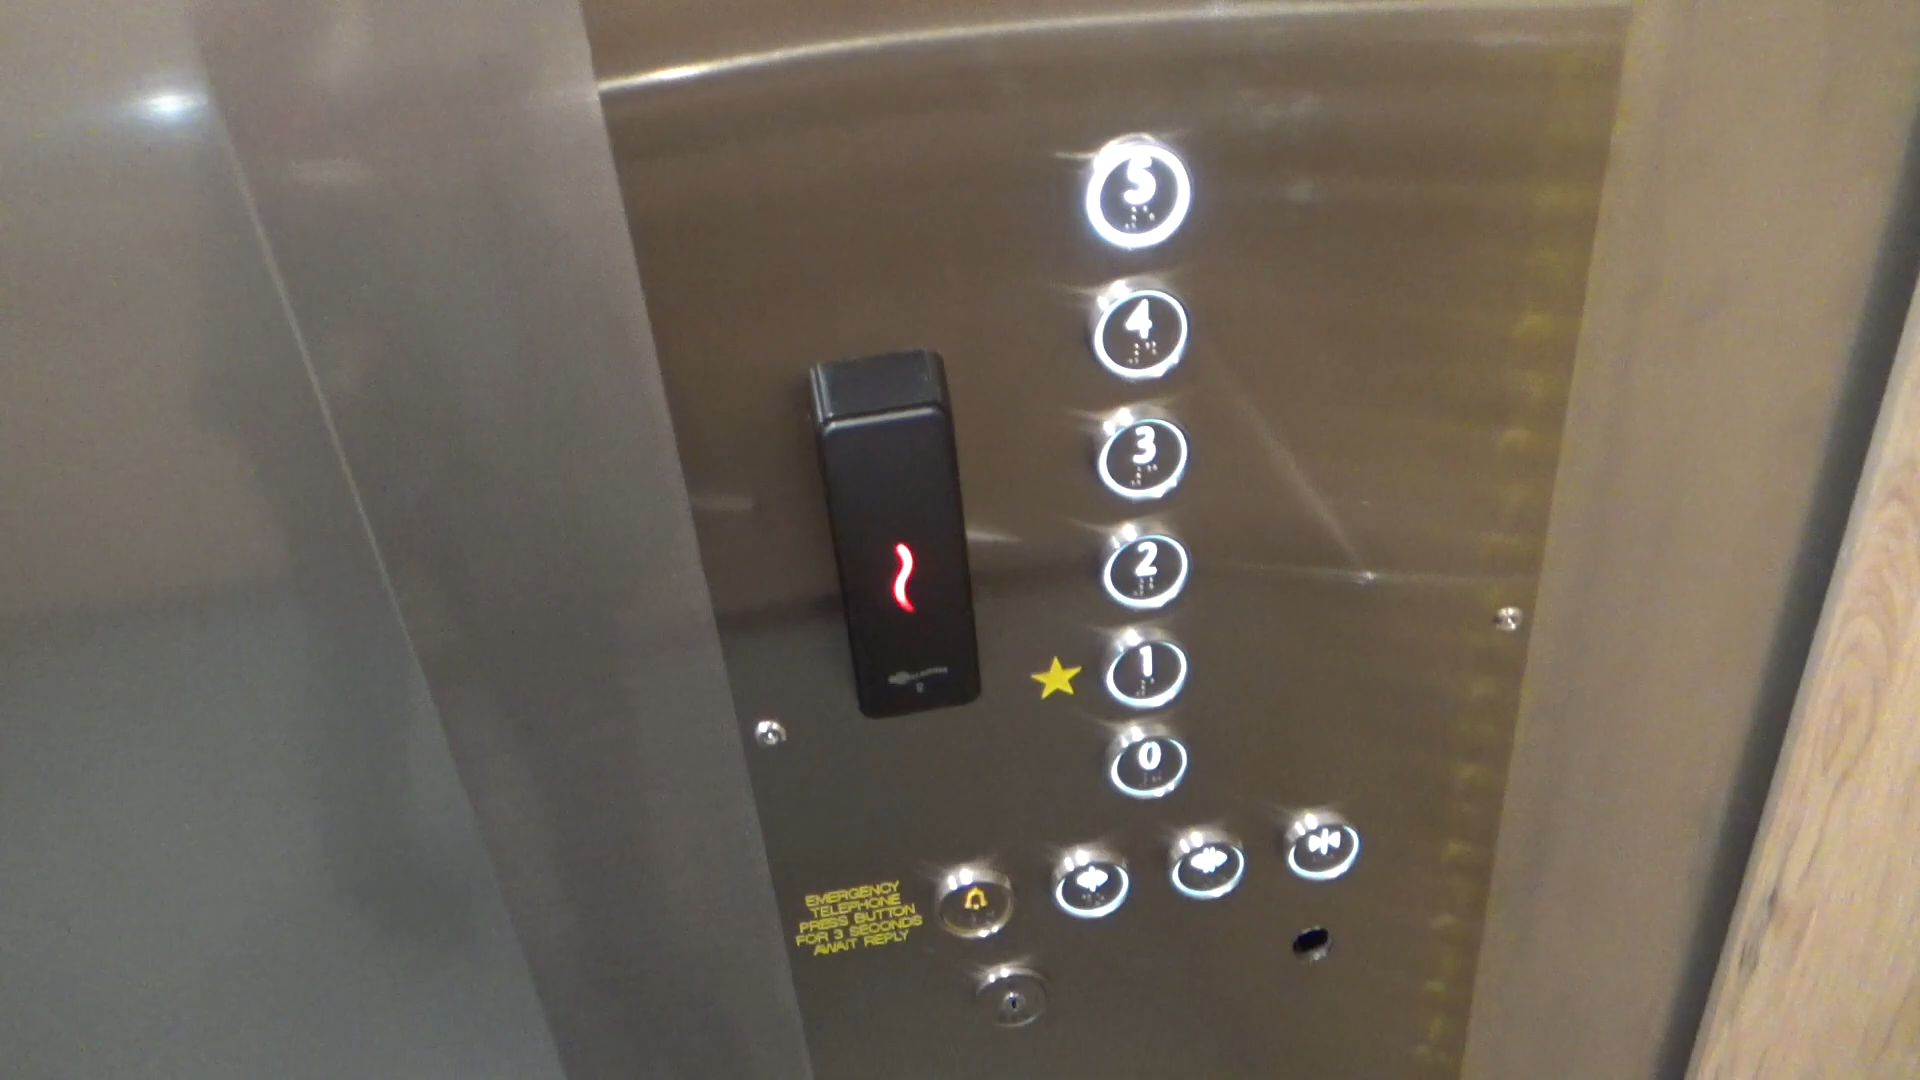 5
4
3
2
1
0
EMERGENCY
TELEPHONE
PRESS BUTTON
FOR 3 SECONDS
AWAIT REPLY